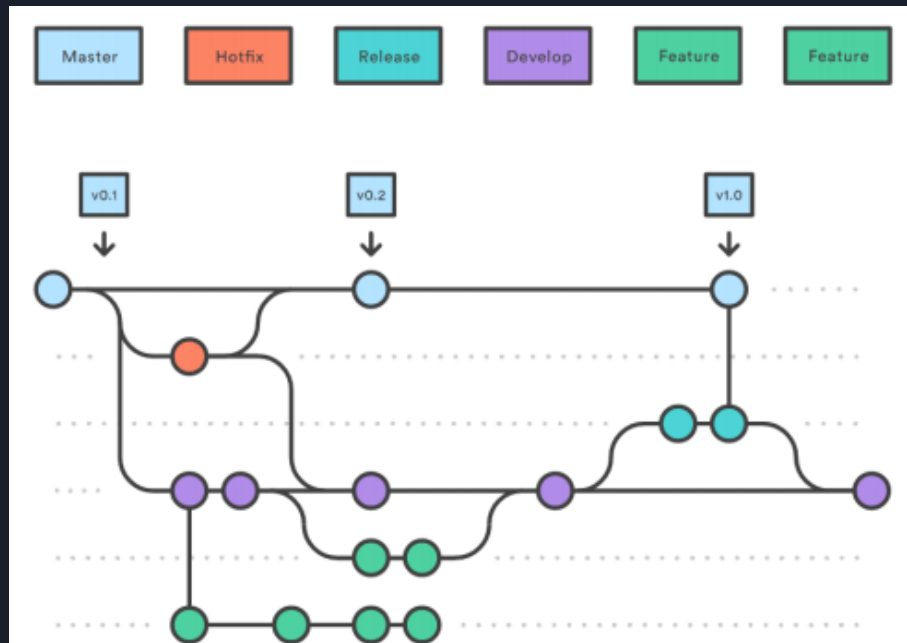 Master
Hotfix
Release
Develop
Feature
Feature
v0.1
v0.2
v1.0